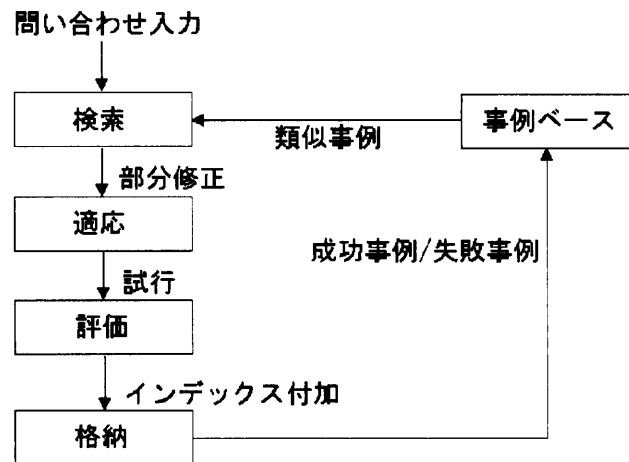 問い合わせ入力
検索
事例ベース
類似事例
部分修正
適応
成功事例/失敗事例
試行
評価
インデックス付加
格納